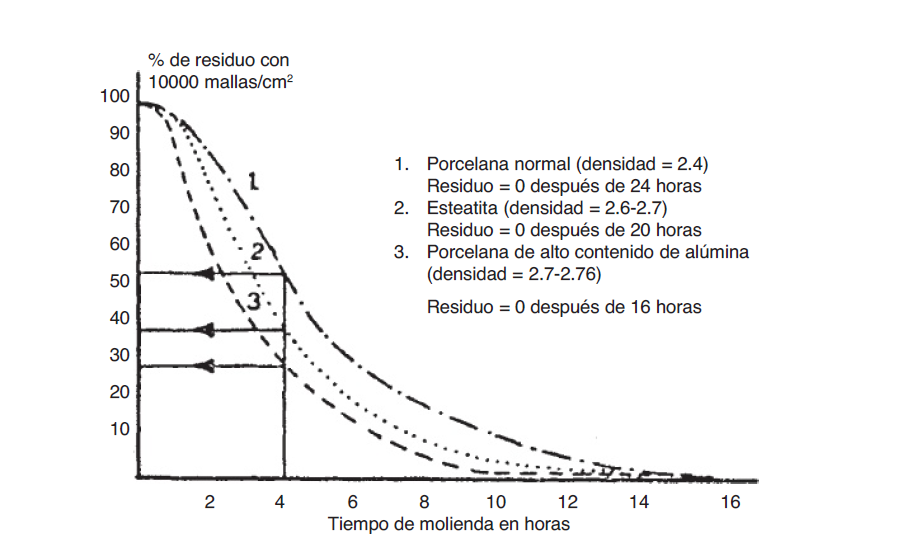 % de residuo con
10000 mallas/cm²
100
90
80
70
60
50
40
30
20
10
1
2
3
1. Porcelana normal (densidad = 2.4)
Residuo = 0 después de 24 horas
2. Esteatita (densidad = 2.6-2.7)
Residuo = 0 después de 20 horas
3. Porcelana de alto contenido de alúmina
(densidad = 2.7-2.76)
Residuo = 0 después de 16 horas
2 4 6 8 10 12 14 16
Tiempo de molienda en horas